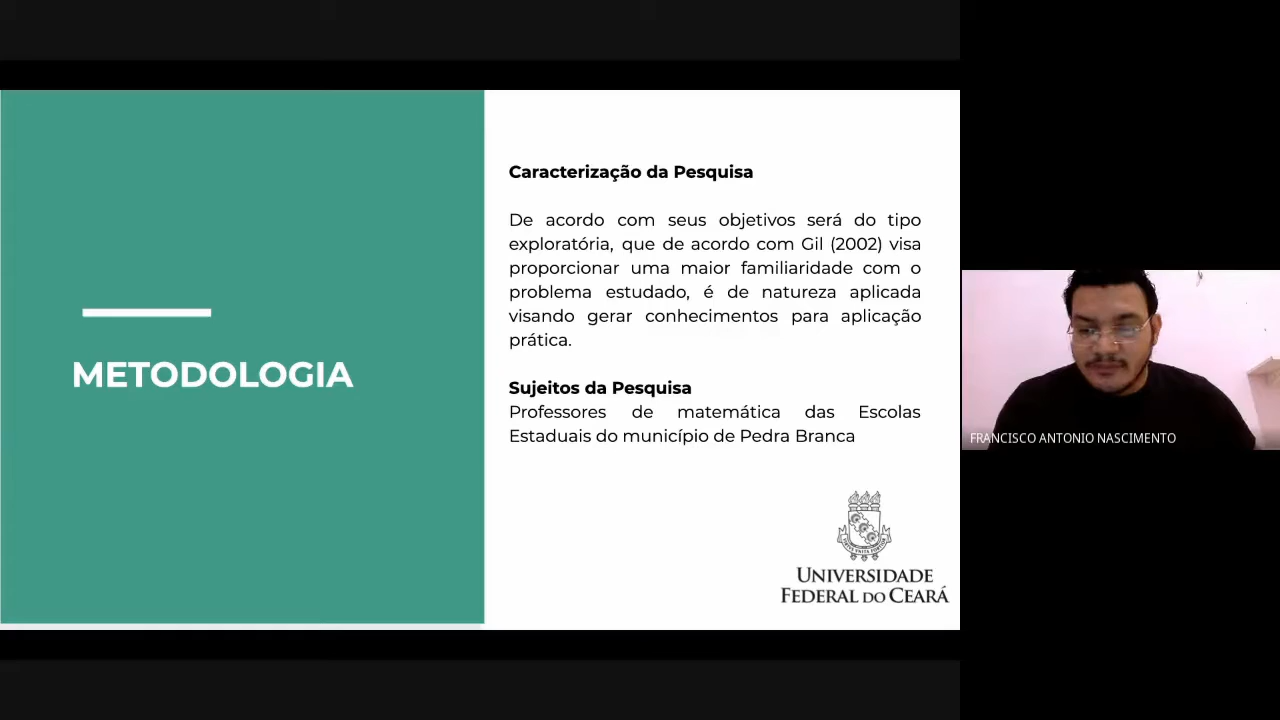 METODOLOGIA
Caracterização da Pesquisa
De acordo com seus objetivos será do tipo
exploratória, que de acordo com Gil (2002) visa
proporcionar uma maior familiaridade com o
problema estudado, é de natureza aplicada
visando gerar conhecimentos para aplicação
prática.
Sujeitos da Pesquisa
Professores de matemática das Escolas
Estaduais do município de Pedra Branca
UNIVERSIDADE
FEDERAL DO CEARÁ
FRANCISCO ANTONIO NASCIMENTO